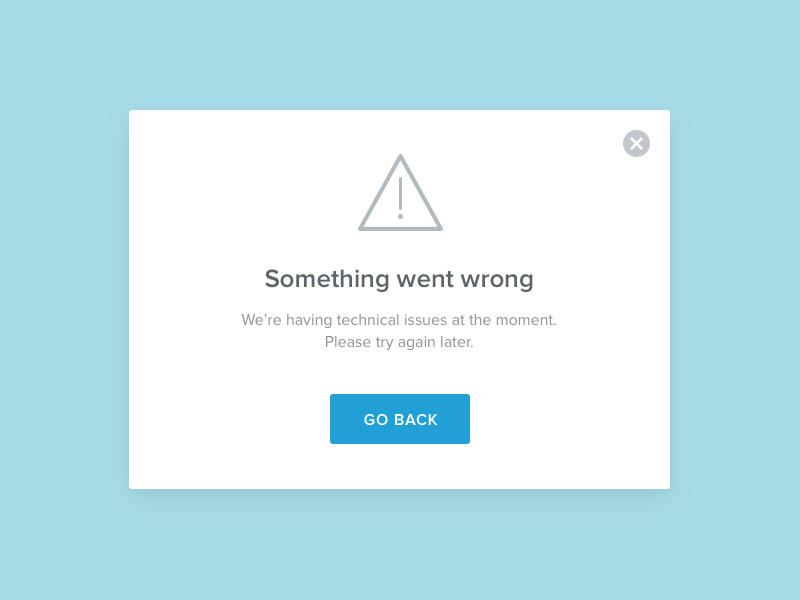 Something went wrong
We’re having technical issues at the moment.
Please try again later.
GO BACK